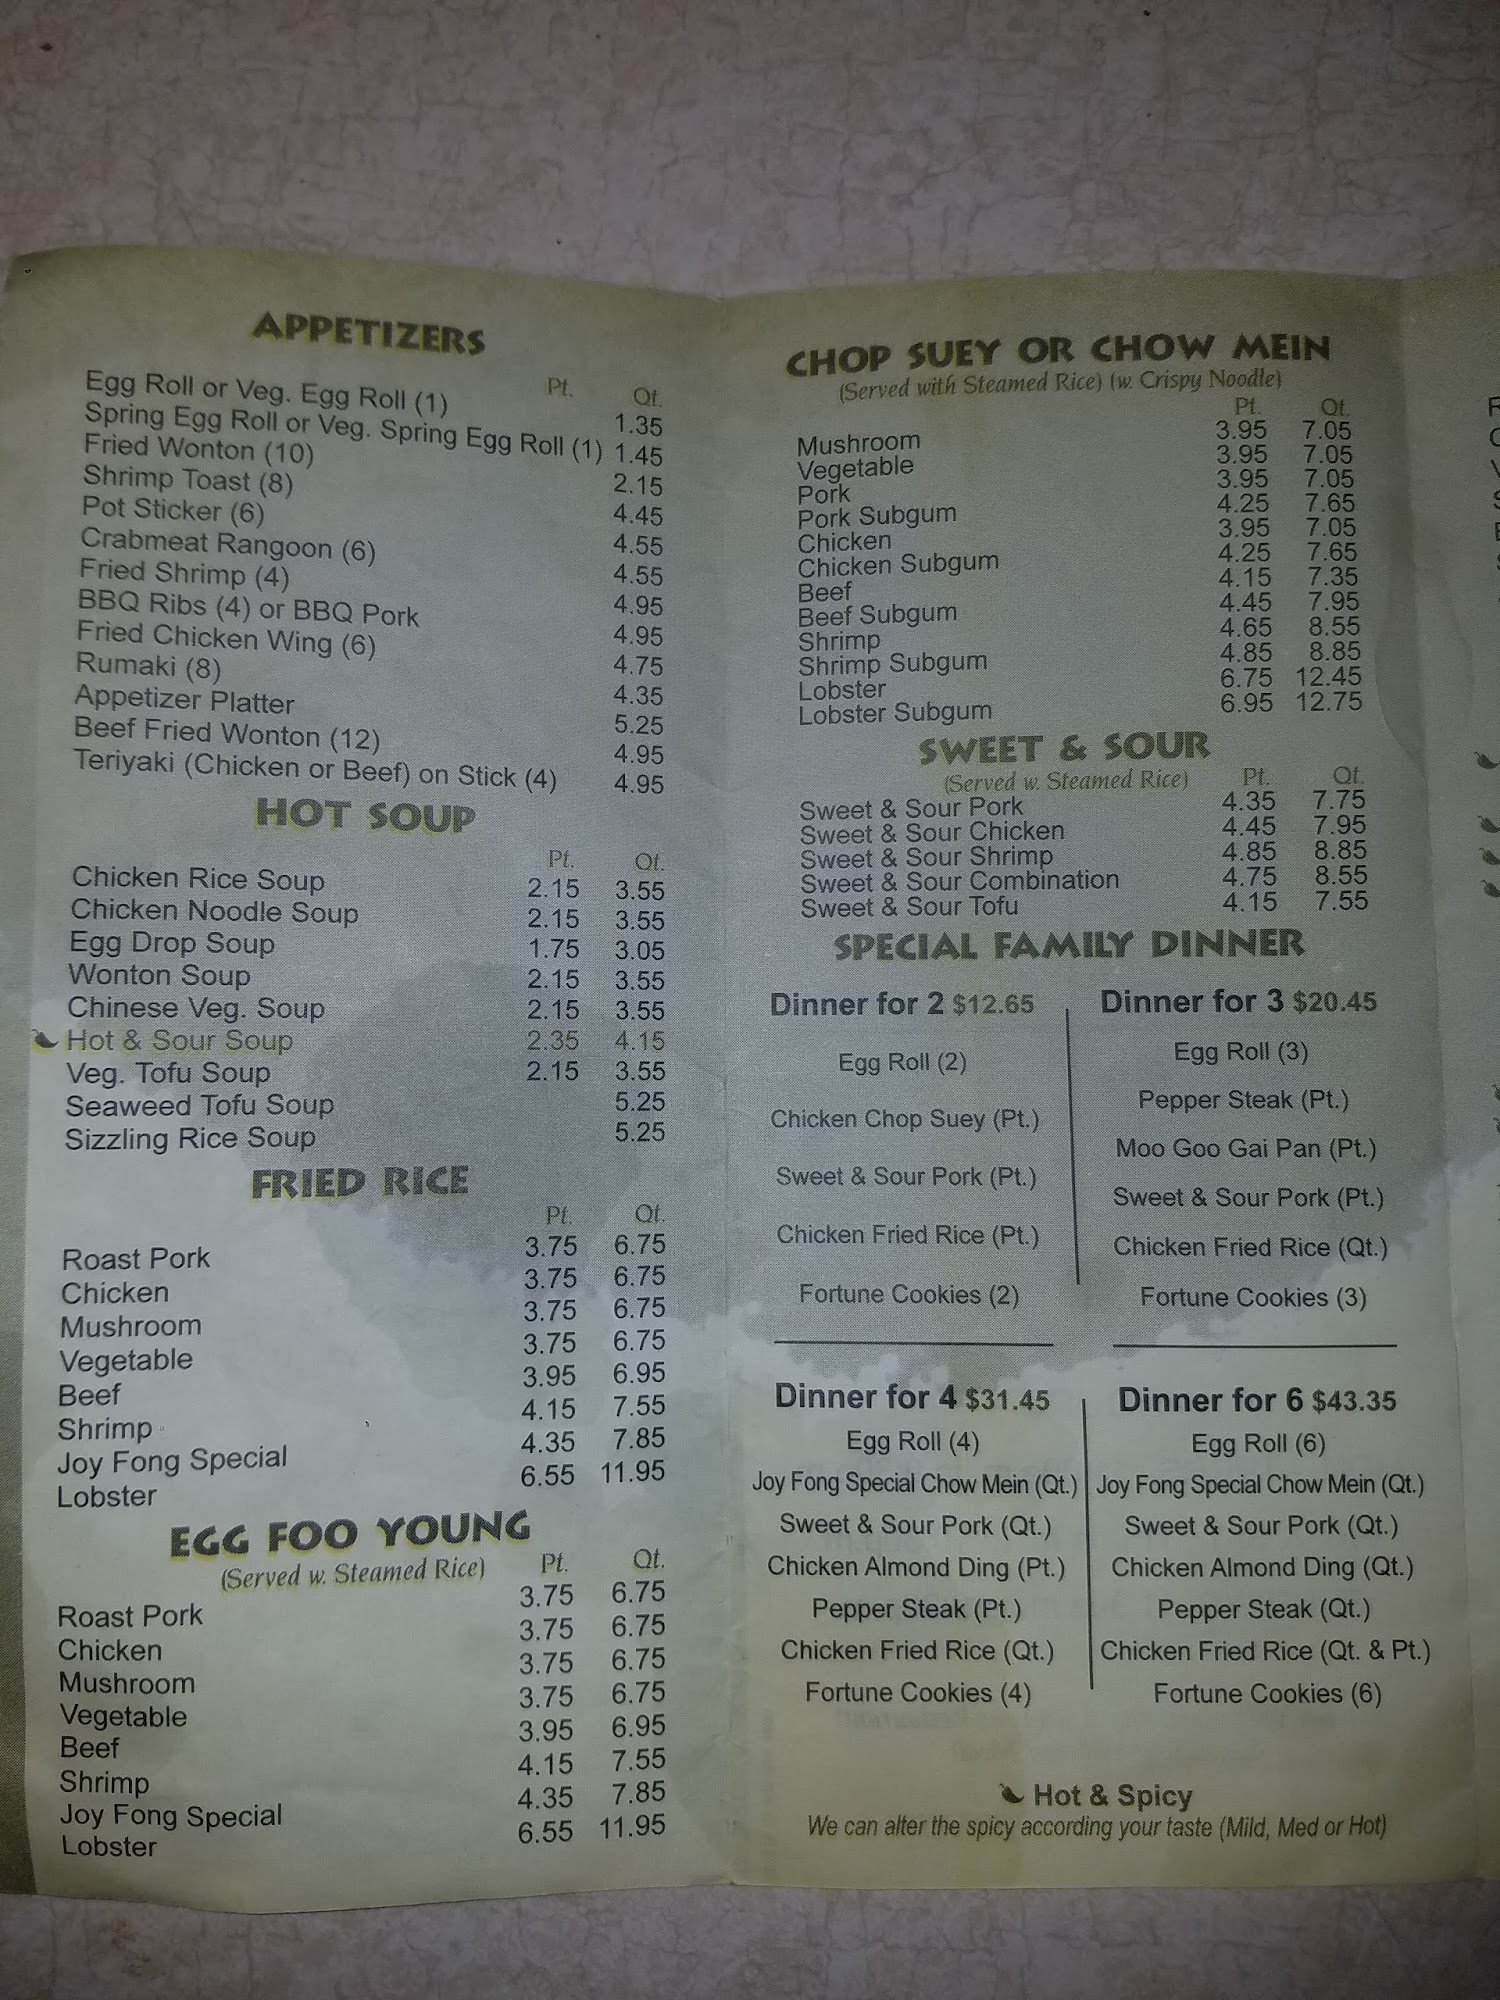 APPETIZERS
Pt. Qt.
Egg Roll or Veg. Egg Roll (1) 1.35
Spring Egg Roll or Veg. Spring Egg Roll (1) 1.45
Fried Wonton (10) 2.15
Shrimp Toast (8) 4.45
Pot Sticker (6) 4.55
Crabmeat Rangoon (6) 4.55
Fried Shrimp (4) 4.95
BBQ Ribs (4) or BBQ Pork 4.95
Fried Chicken Wing (6) 4.75
Rumaki (8) 4.35
Appetizer Platter 5.25
Beef Fried Wonton (12) 4.95
Teriyaki (Chicken or Beef) on Stick (4) 4.95
HOT SOUP
Pt. Qt.
Chicken Rice Soup 2.15 3.55
Chicken Noodle Soup 2.15 3.55
Egg Drop Soup 1.75 3.05
Wonton Soup 2.15 3.55
Chinese Veg. Soup 2.15 3.55
Hot & Sour Soup 2.35 4.15
Veg. Tofu Soup 2.15 3.55
Seaweed Tofu Soup 5.25
Sizzling Rice Soup 5.25
FRIED RICE
Pt. Qt.
Roast Pork 3.75 6.75
Chicken 3.75 6.75
Mushroom 3.75 6.75
Vegetable 3.75 6.75
Beef 3.95 6.95
Shrimp 4.15 7.55
Joy Fong Special 4.35 7.85
Lobster 6.55 11.95
EGG FOO YOUNG
(Served w. Steamed Rice) Pt. Qt.
Roast Pork 3.75 6.75
Chicken 3.75 6.75
Mushroom 3.75 6.75
Vegetable 3.75 6.75
Beef 3.95 6.95
Shrimp 4.15 7.55
Joy Fong Special 4.35 7.85
Lobster 6.55 11.95
CHOP SUEY OR CHOW MEIN
(Served with Steamed Rice) (w. Crispy Noodle)
Pt. Qt.
Mushroom 3.95 7.05
Vegetable 3.95 7.05
Pork 3.95 7.05
Pork Subgum 4.25 7.65
Chicken 3.95 7.05
Chicken Subgum 4.25 7.65
Beef 4.15 7.35
Beef Subgum 4.45 7.95
Shrimp 4.65 8.55
Shrimp Subgum 4.85 8.85
Lobster 6.75 12.45
Lobster Subgum 6.95 12.75
SWEET & SOUR
(Served w. Steamed Rice) Pt. Qt.
Sweet & Sour Pork 4.35 7.75
Sweet & Sour Chicken 4.45 7.95
Sweet & Sour Shrimp 4.85 8.85
Sweet & Sour Combination 4.75 8.55
Sweet & Sour Tofu 4.15 7.55
SPECIAL FAMILY DINNER
Dinner for 2 $12.65
Egg Roll (2)
Chicken Chop Suey (Pt.)
Sweet & Sour Pork (Pt.)
Chicken Fried Rice (Pt.)
Fortune Cookies (2)
Dinner for 3 $20.45
Egg Roll (3)
Pepper Steak (Pt.)
Moo Goo Gai Pan (Pt.)
Sweet & Sour Pork (Pt.)
Chicken Fried Rice (Qt.)
Fortune Cookies (3)
Dinner for 4 $31.45
Egg Roll (4)
Joy Fong Special Chow Mein (Qt.)
Sweet & Sour Pork (Qt.)
Chicken Almond Ding (Pt.)
Pepper Steak (Pt.)
Chicken Fried Rice (Qt.)
Fortune Cookies (4)
Dinner for 6 $43.35
Egg Roll (6)
Joy Fong Special Chow Mein (Qt.)
Sweet & Sour Pork (Qt.)
Chicken Almond Ding (Qt.)
Pepper Steak (Qt.)
Chicken Fried Rice (Qt. & Pt.)
Fortune Cookies (6)
Hot & Spicy
We can alter the spicy according your taste (Mild, Med or Hot)